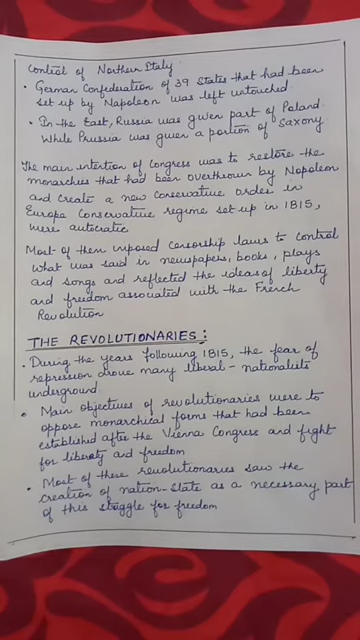 Control of Northern Italy.
• German Confederation of 39 states that had been
set up by Napoleon was left untouched
• In the East, Russia was given part of Poland
While Prussia was given a portion of Saxony.
The main intention of Congress was to restore the
monarchies that had been overthrown by Napoleon
and create a new conservative order in
Europe Conservative regime set up in 1815,
were autocratic
Most of them imposed censorship laws to control
what was said in newspapers, books, plays
and songs and reflected the ideas of liberty
and freedom associated with the French
Revolution
THE REVOLUTIONARIES:
• During the years following 1815, the fear of
repression drove many liberal-nationalists
underground.
• Main objectives of revolutionaries were to
oppose monarchical forms that had been
established after the Vienna Congress and fight
for liberty and freedom
• Most of these revolutionaries saw the
creation of nation-state as a necessary part
of this struggle for freedom